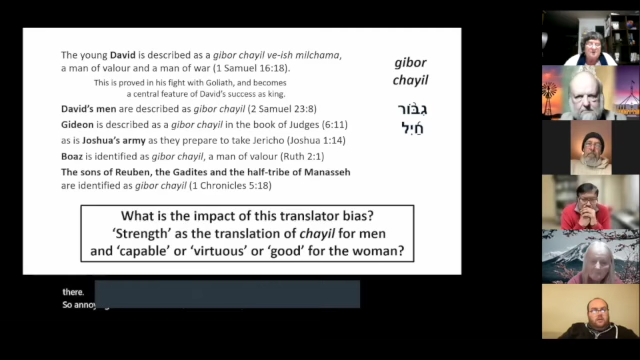 The young David is described as a gibor chayil ve-ish milchama,
a man of valour and a man of war (1 Samuel 16:18).
This is proved in his fight with Goliath, and becomes
a central feature of David's success as king.
David's men are described as gibor chayil (2 Samuel 23:8)
Gideon is described as a gibor chayil in the book of Judges (6:11)
as is Joshua's army as they prepare to take Jericho (Joshua 1:14)
Boaz is identified as gibor chayil, a man of valour (Ruth 2:1)
The sons of Reuben, the Gadites and the half-tribe of Manasseh
are identified as gibor chayil (1 Chronicles 5:18)
gibor
chayil
גִּבּוֹר
חַיִל
What is the impact of this translator bias?
'Strength' as the translation of chayil for men
and 'capable' or 'virtuous' or 'good' for the woman?
there.
So